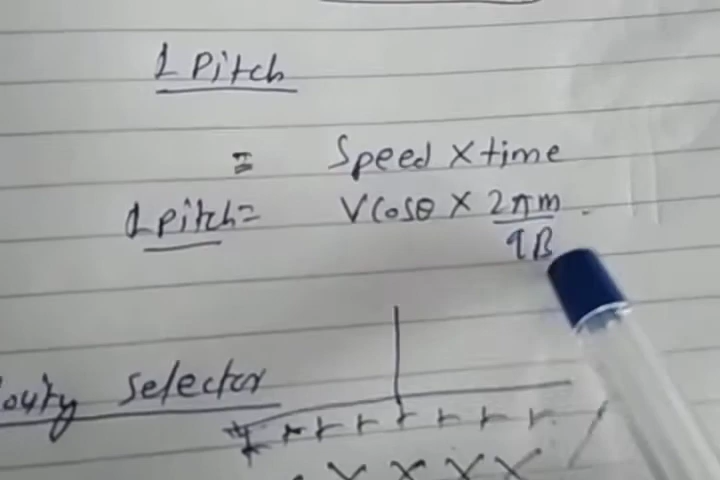 1 Pitch
= Speed × time
1 pitch = V cosθ × 2πm / qB
selector
+ + + + + + +
× × × ×